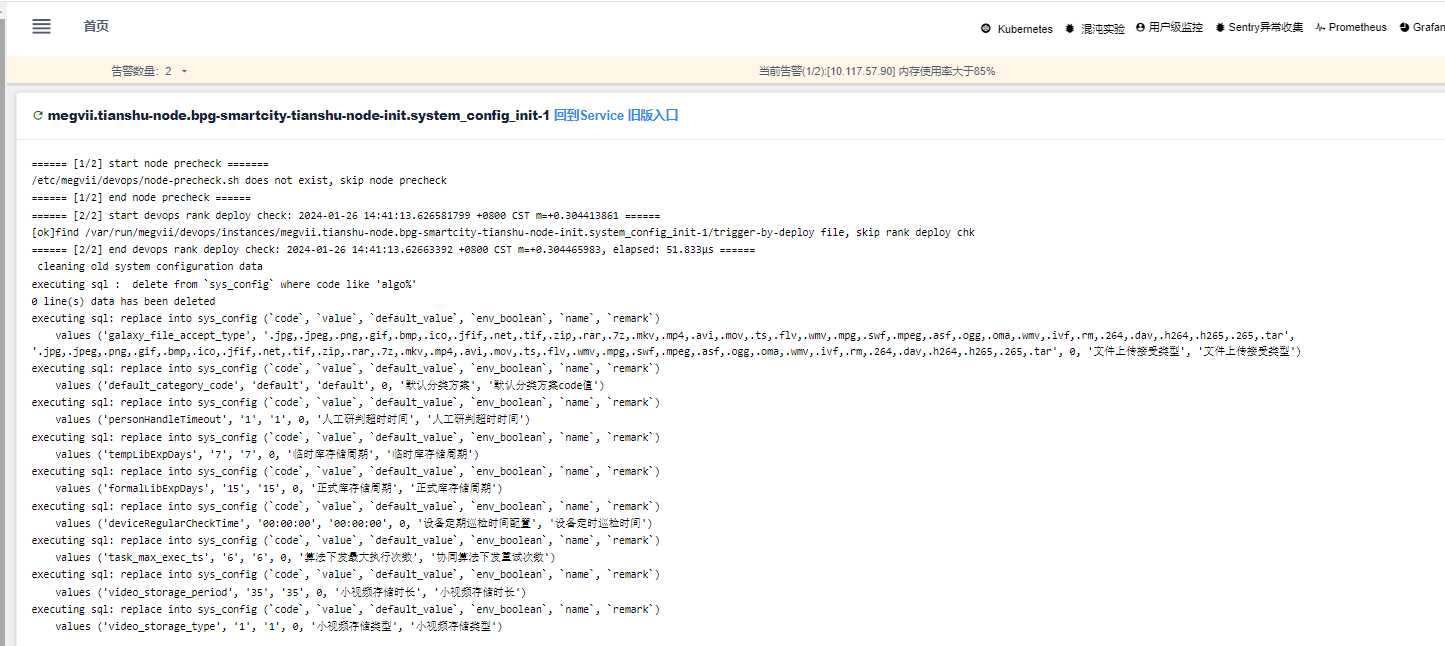 首页
Kubernetes 混沌实验 用户级监控 Sentry异常收集 Prometheus Grafan
告警数量: 2 当前告警(1/2):[10.117.57.90] 内存使用率大于85%
megvii.tianshu-node.bpg-smartcity-tianshu-node-init.system_config_init-1 回到Service 旧版入口
====== [1/2] start node precheck =======
/etc/megvii/devops/node-precheck.sh does not exist, skip node precheck
====== [1/2] end node precheck ======
====== [2/2] start devops rank deploy check: 2024-01-26 14:41:13.626581799 +0800 CST m=+0.304413861 ======
[ok]find /var/run/megvii/devops/instances/megvii.tianshu-node.bpg-smartcity-tianshu-node-init.system_config_init-1/trigger-by-deploy file, skip rank deploy chk
====== [2/2] end devops rank deploy check: 2024-01-26 14:41:13.62663392 +0800 CST m=+0.304465983, elapsed: 51.833µs ======
cleaning old system configuration data
executing sql :  delete from `sys_config` where code like 'algo%'
0 line(s) data has been deleted
executing sql: replace into sys_config (`code`, `value`, `default_value`, `env_boolean`, `name`, `remark`)
values ('galaxy_file_accept_type', '.jpg,.jpeg,.png,.gif,.bmp,.ico,.jfif,.net,.tif,.zip,.rar,.7z,.mkv,.mp4,.avi,.mov,.ts,.flv,.wmv,.mpg,.swf,.mpeg,.asf,.ogg,.oma,.wmv,.ivf,.rm,.264,.dav,.h264,.h265,.265,.tar',
'.jpg,.jpeg,.png,.gif,.bmp,.ico,.jfif,.net,.tif,.zip,.rar,.7z,.mkv,.mp4,.avi,.mov,.ts,.flv,.wmv,.mpg,.swf,.mpeg,.asf,.ogg,.oma,.wmv,.ivf,.rm,.264,.dav,.h264,.h265,.265,.tar', 0, '文件上传接受类型', '文件上传接受类型')
executing sql: replace into sys_config (`code`, `value`, `default_value`, `env_boolean`, `name`, `remark`)
values ('default_category_code', 'default', 'default', 0, '默认分类方案', '默认分类方案code值')
executing sql: replace into sys_config (`code`, `value`, `default_value`, `env_boolean`, `name`, `remark`)
values ('personHandleTimeout', '1', '1', 0, '人工研判超时时间', '人工研判超时时间')
executing sql: replace into sys_config (`code`, `value`, `default_value`, `env_boolean`, `name`, `remark`)
values ('tempLibExpDays', '7', '7', 0, '临时库存储周期', '临时库存储周期')
executing sql: replace into sys_config (`code`, `value`, `default_value`, `env_boolean`, `name`, `remark`)
values ('formalLibExpDays', '15', '15', 0, '正式库存储周期', '正式库存储周期')
executing sql: replace into sys_config (`code`, `value`, `default_value`, `env_boolean`, `name`, `remark`)
values ('deviceRegularCheckTime', '00:00:00', '00:00:00', 0, '设备定期巡检时间配置', '设备定时巡检时间')
executing sql: replace into sys_config (`code`, `value`, `default_value`, `env_boolean`, `name`, `remark`)
values ('task_max_exec_ts', '6', '6', 0, '算法下发最大执行次数', '协同算法下发重试次数')
executing sql: replace into sys_config (`code`, `value`, `default_value`, `env_boolean`, `name`, `remark`)
values ('video_storage_period', '35', '35', 0, '小视频存储时长', '小视频存储时长')
executing sql: replace into sys_config (`code`, `value`, `default_value`, `env_boolean`, `name`, `remark`)
values ('video_storage_type', '1', '1', 0, '小视频存储类型', '小视频存储类型')